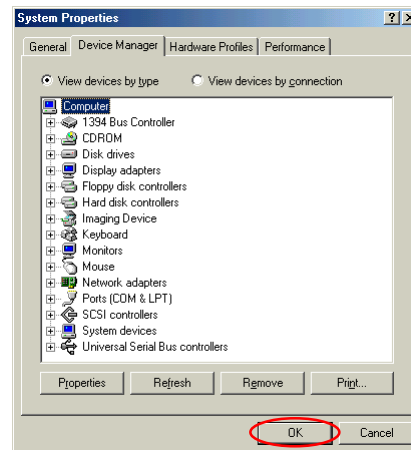 System Properties
General Device Manager Hardware Profiles Performance
View devices by type View devices by connection
Computer
1394 Bus Controller
CDROM
Disk drives
Display adapters
Floppy disk controllers
Hard disk controllers
Imaging Device
Keyboard
Monitors
Mouse
Network adapters
Ports (COM & LPT)
SCSI controllers
System devices
Universal Serial Bus controllers
Properties Refresh Remove Print...
OK Cancel